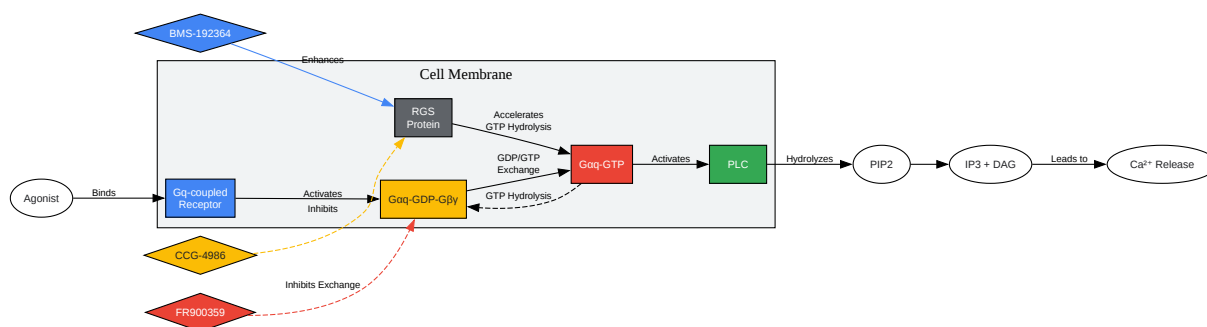 BMS-192364
Enhances
Cell Membrane
RGS
Protein
Accelerates
GTP Hydrolysis
GDP/GTP
Exchange
Gαq-GTP
Activates
PLC
Hydrolyzes
PIP2
IP3 + DAG
Leads to
Ca²⁺ Release
Agonist
Binds
Gq-coupled
Receptor
Activates
Inhibits
Gαq-GDP-Gβγ
GTP Hydrolysis
CCG-4986
Inhibits Exchange
FR900359